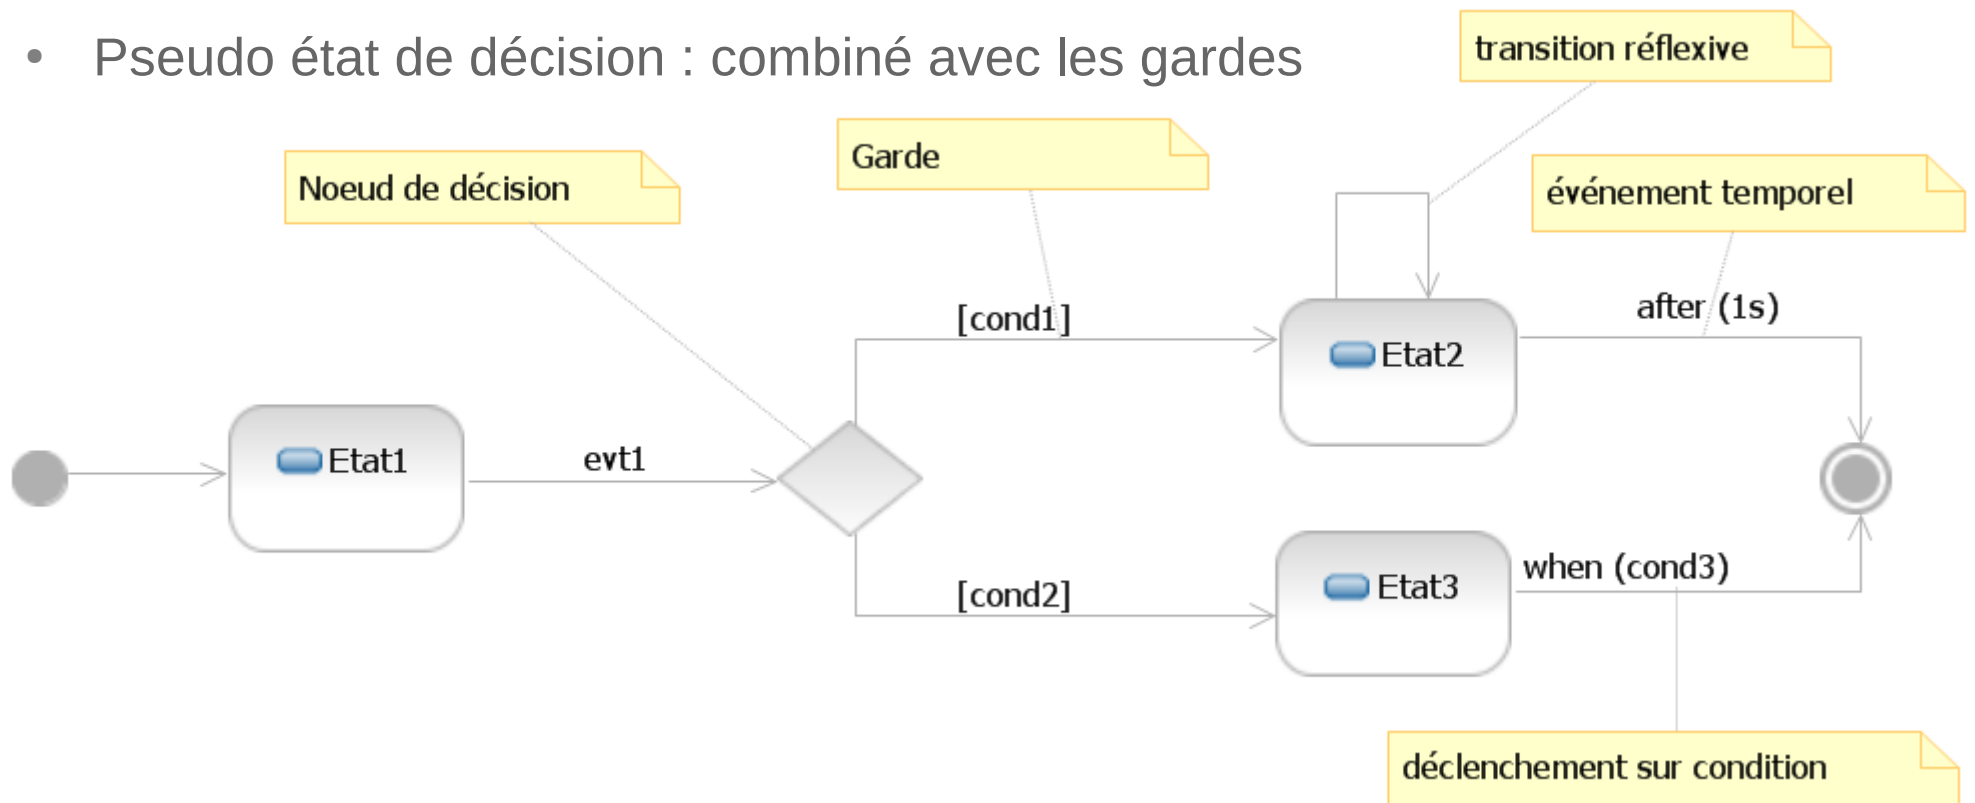 • Pseudo état de décision : combiné avec les gardes
transition réflexive
Garde
Noeud de décision
événement temporel
[cond1]
after (1s)
Etat2
Etat1
evt1
when (cond3)
[cond2]
Etat3
déclenchement sur condition